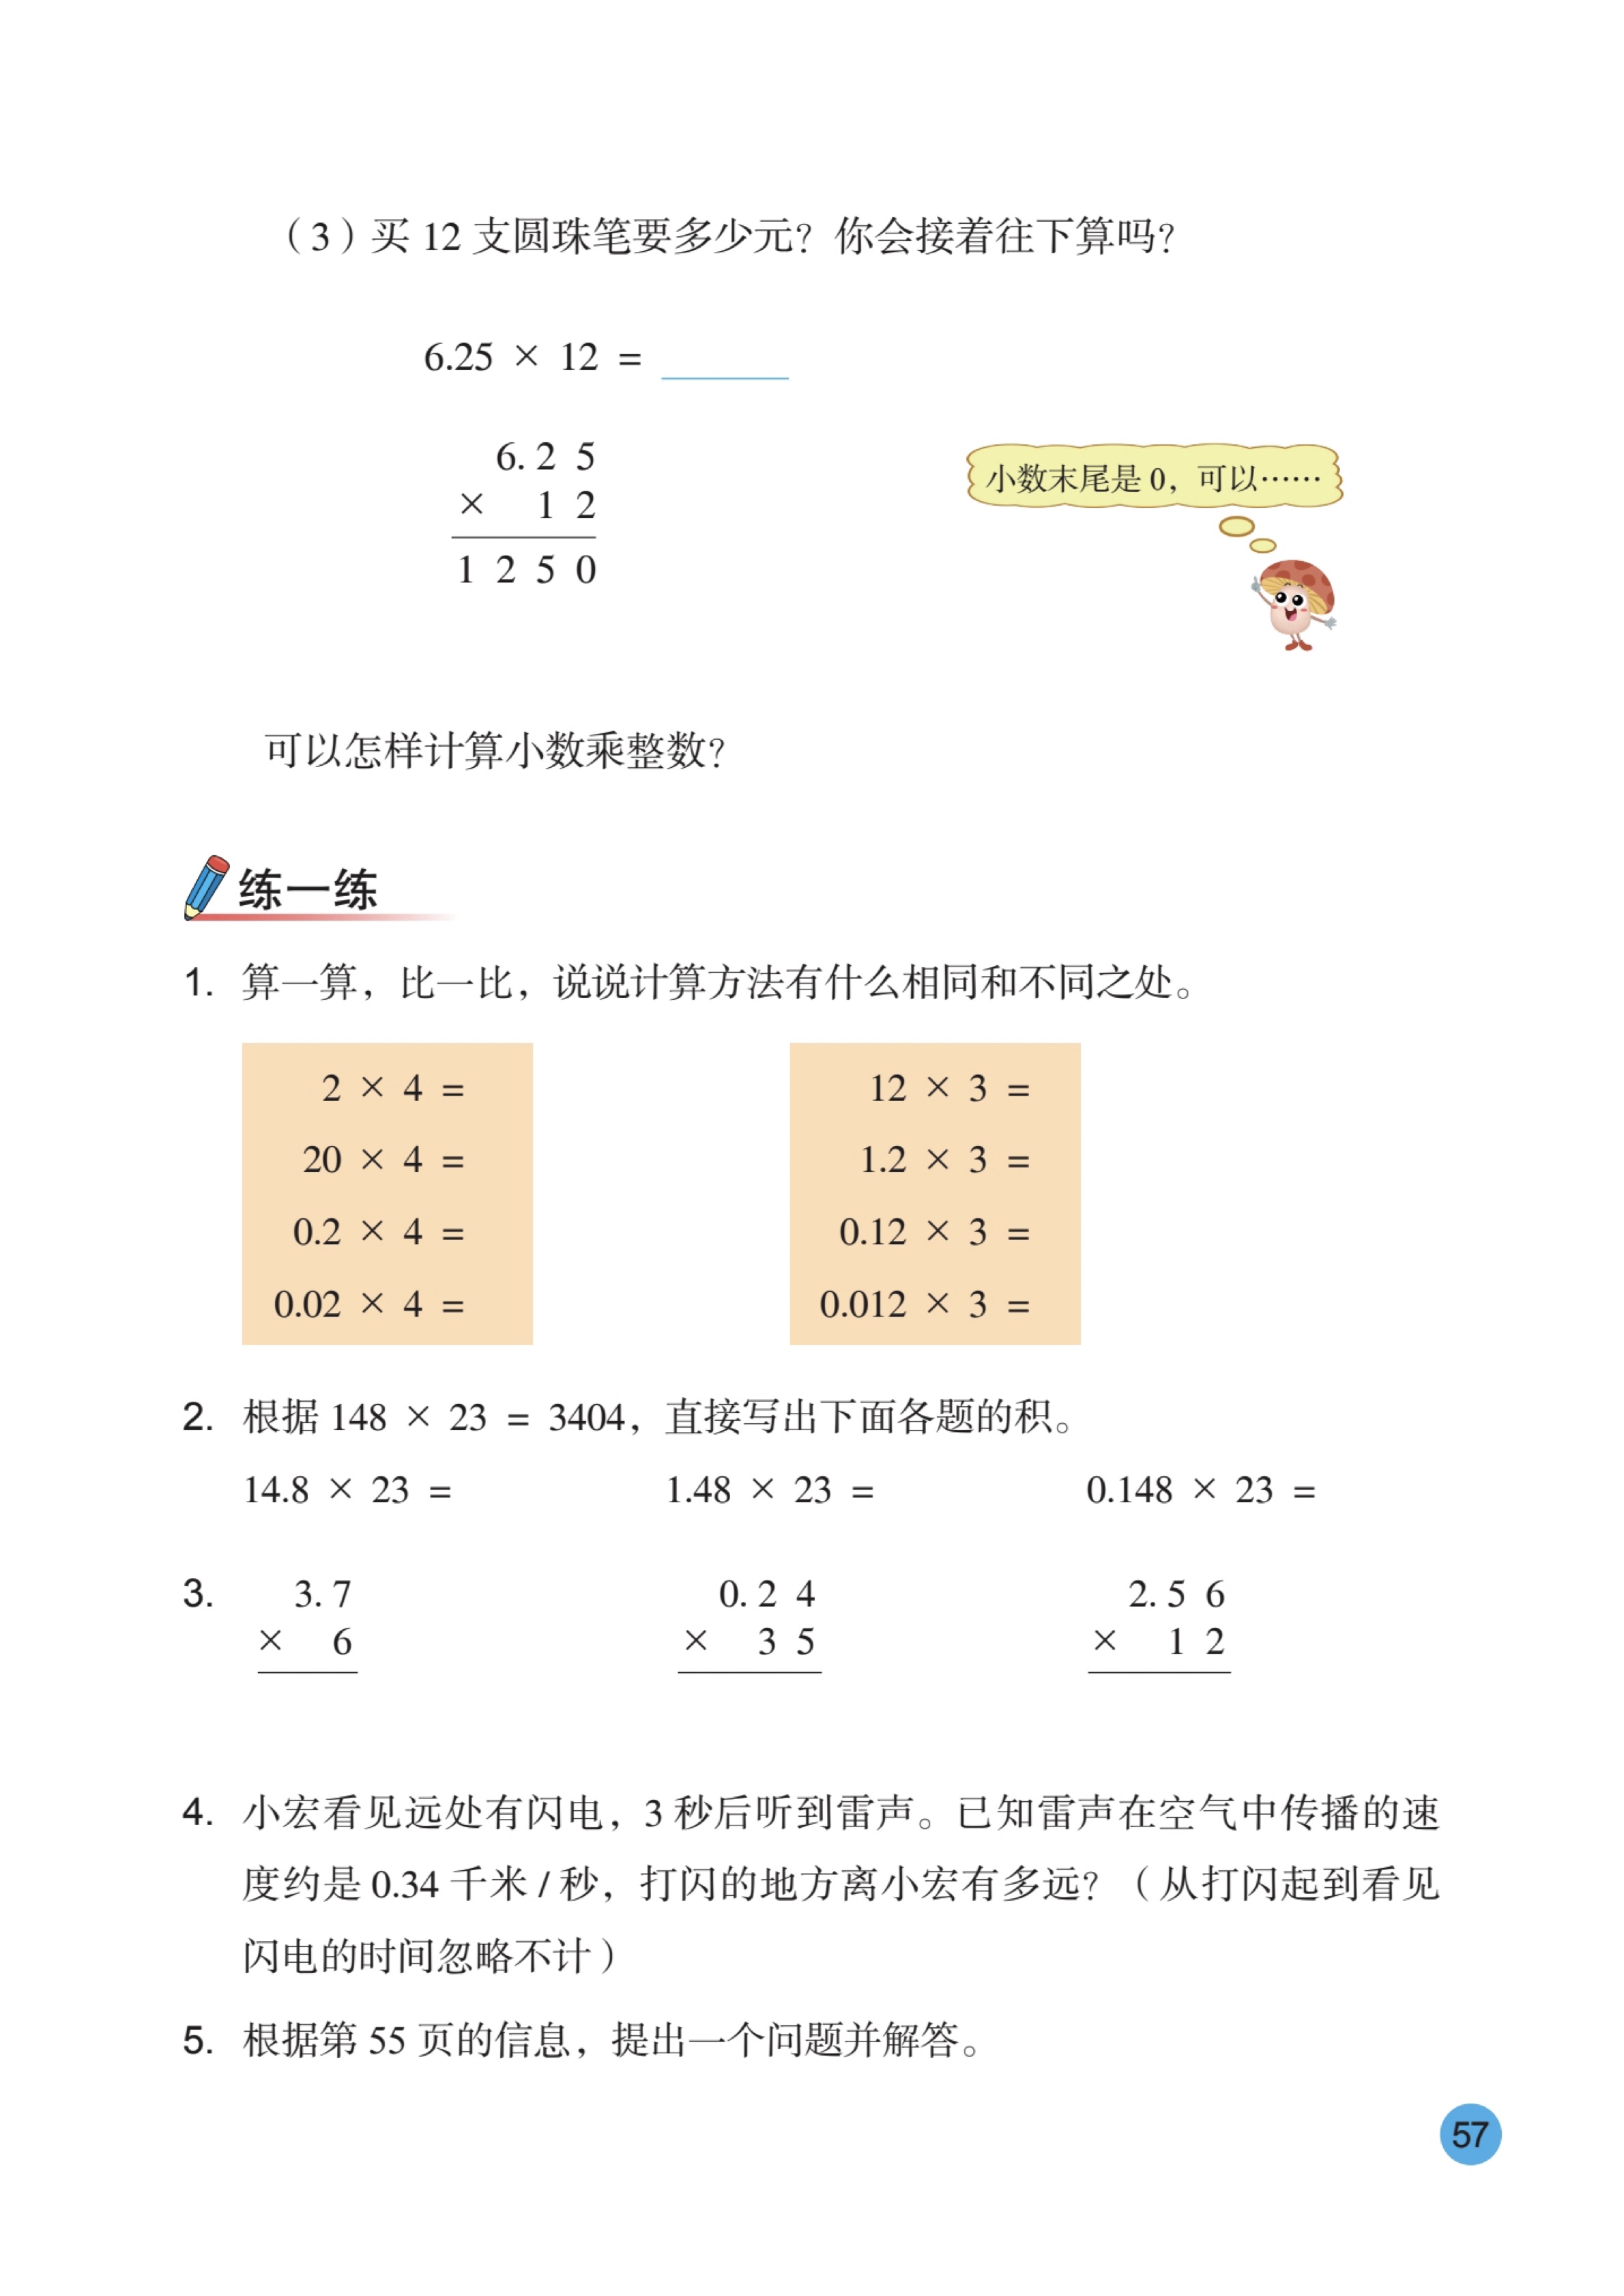 （3）买 12 支圆珠笔要多少元？你会接着往下算吗？
6.25 × 12 =
6. 2 5
× 1 2
1 2 5 0
小数末尾是 0，可以……
可以怎样计算小数乘整数？
练一练
1. 算一算，比一比，说说计算方法有什么相同和不同之处。
2 × 4 =
20 × 4 =
0.2 × 4 =
0.02 × 4 =
12 × 3 =
1.2 × 3 =
0.12 × 3 =
0.012 × 3 =
2. 根据 148 × 23 = 3404，直接写出下面各题的积。
14.8 × 23 = 1.48 × 23 = 0.148 × 23 =
3. 3. 7 0. 2 4 2. 5 6
× 6 × 3 5 × 1 2
4. 小宏看见远处有闪电，3 秒后听到雷声。已知雷声在空气中传播的速
度约是 0.34 千米 / 秒，打闪的地方离小宏有多远？（从打闪起到看见
闪电的时间忽略不计）
5. 根据第 55 页的信息，提出一个问题并解答。
57